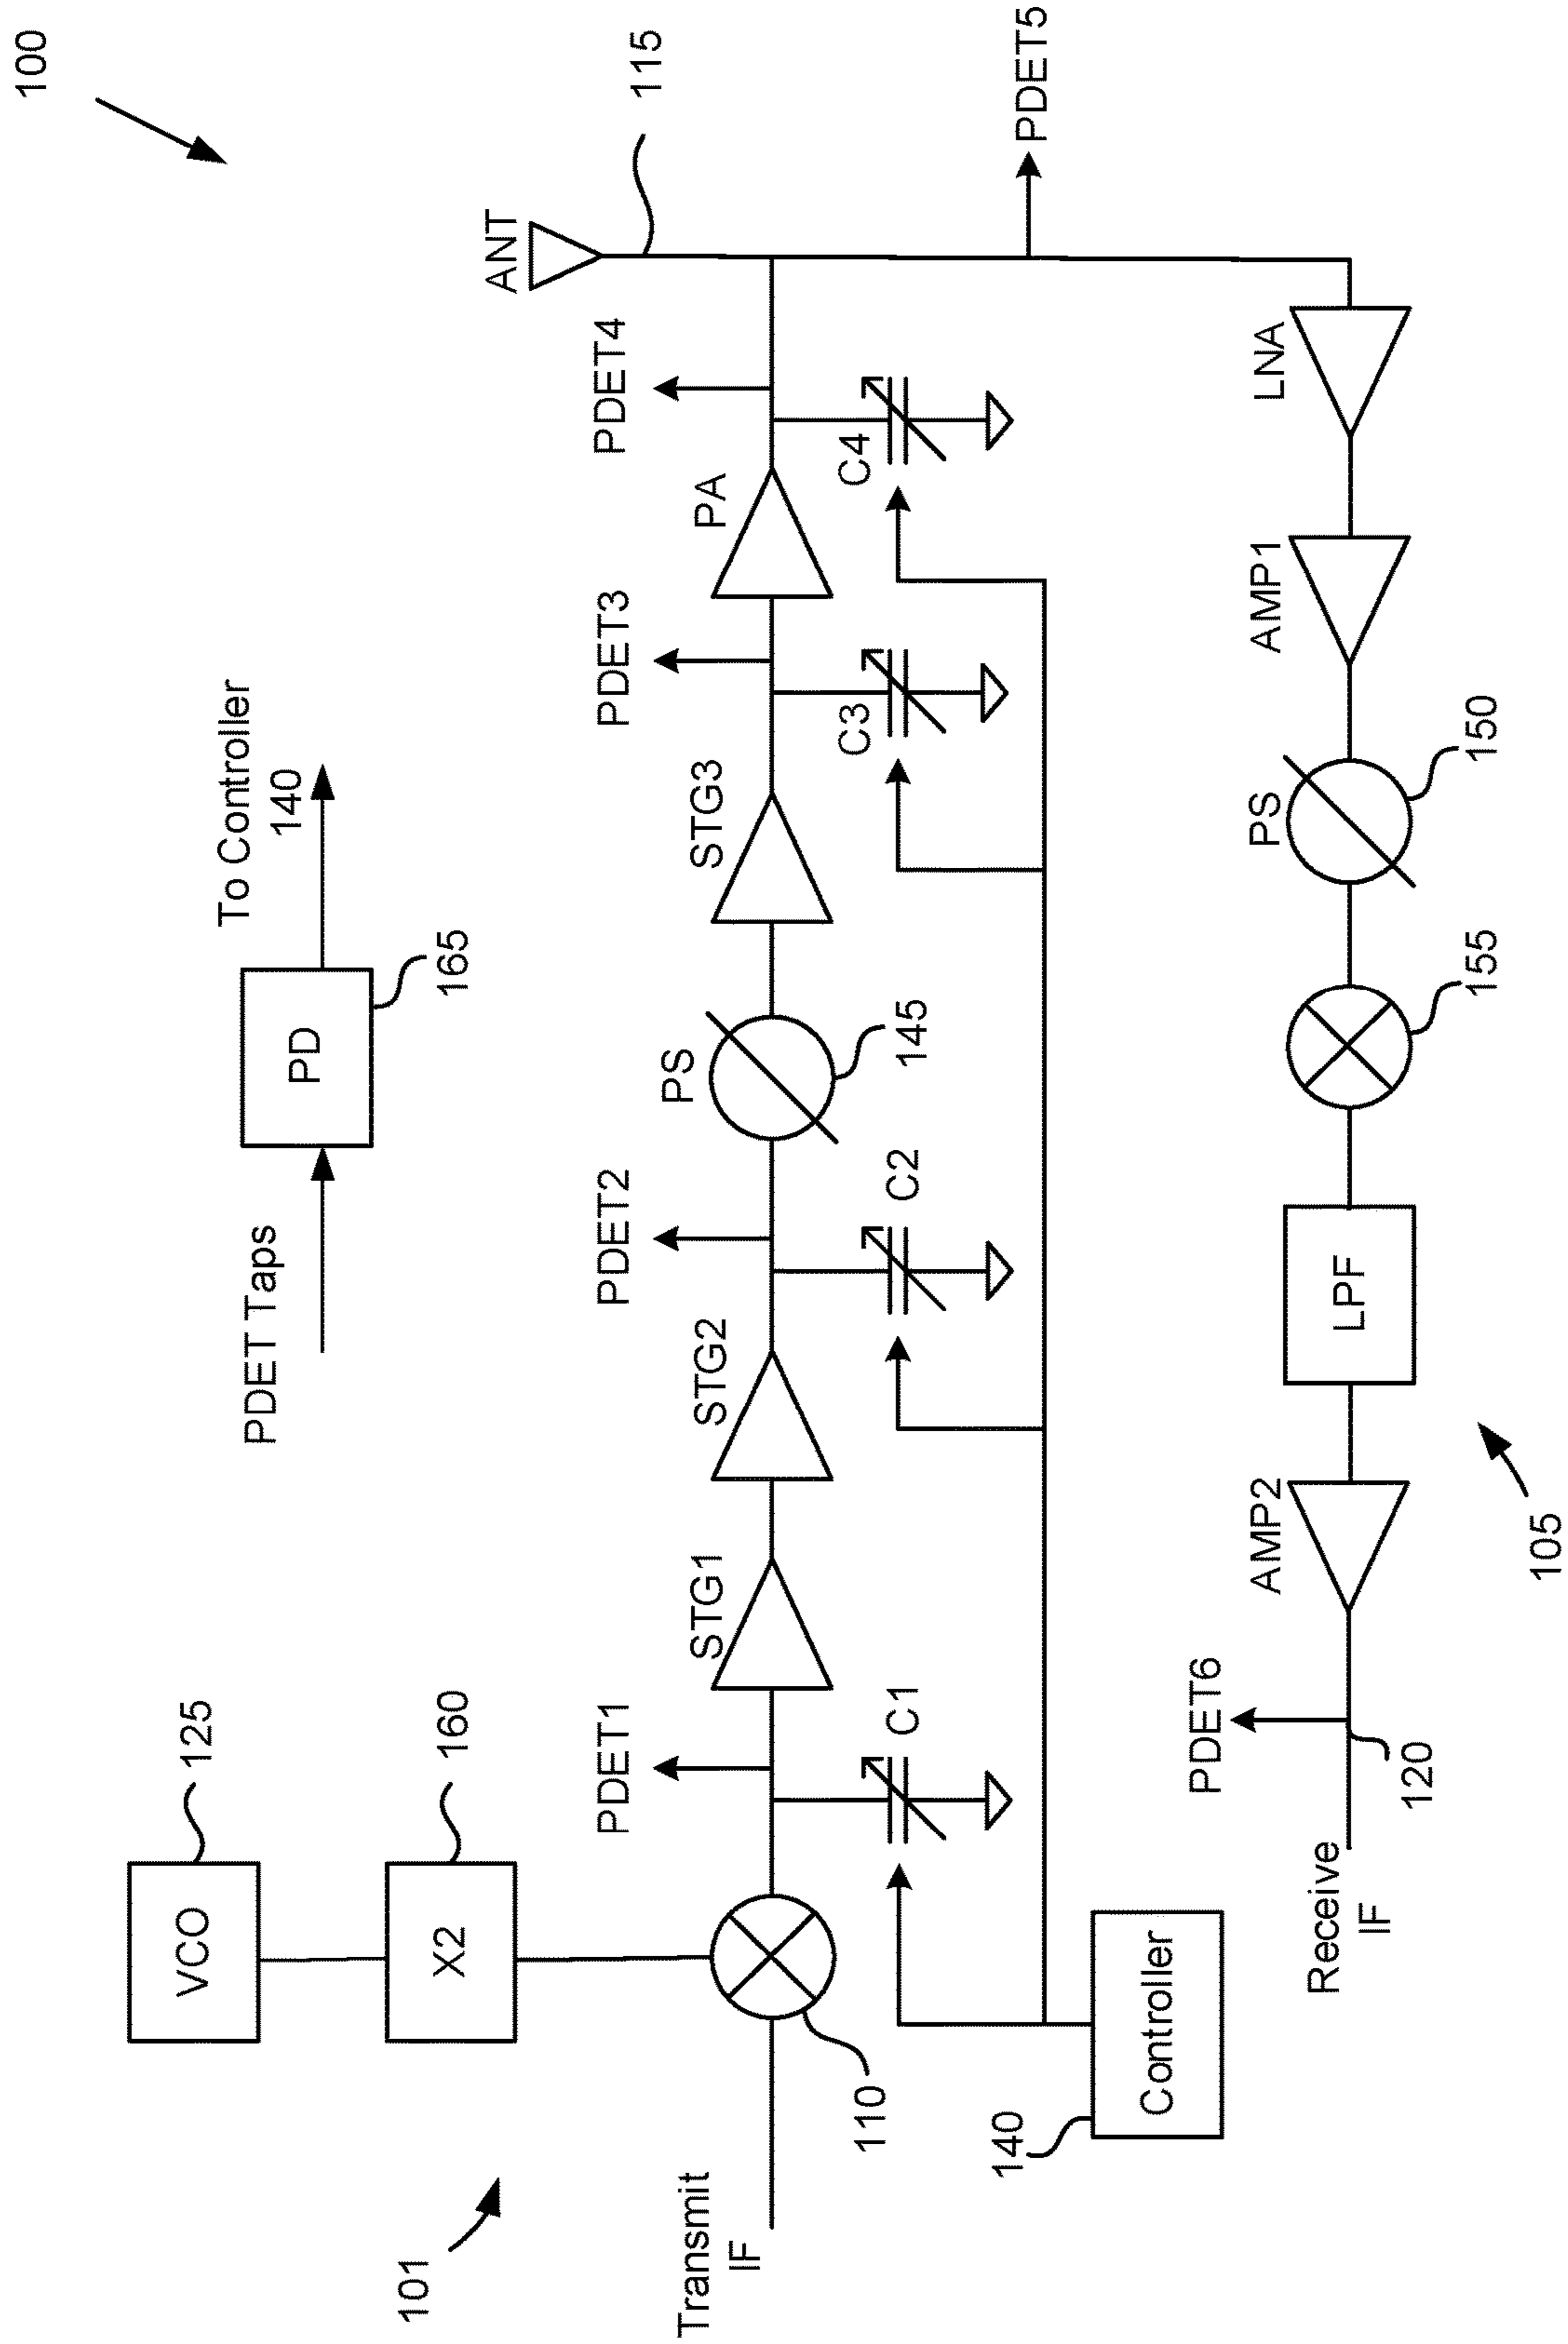 100
VCO
125
X2
160
PDET Taps
PD
165
To Controller
140
101
Transmit
IF
110
PDET1
C1
STG1
STG2
PDET2
C2
PS
145
STG3
PDET3
C3
PA
PDET4
C4
ANT
115
PDET5
140
Controller
Receive
IF
120
PDET6
AMP2
LPF
155
PS
150
AMP1
LNA
105